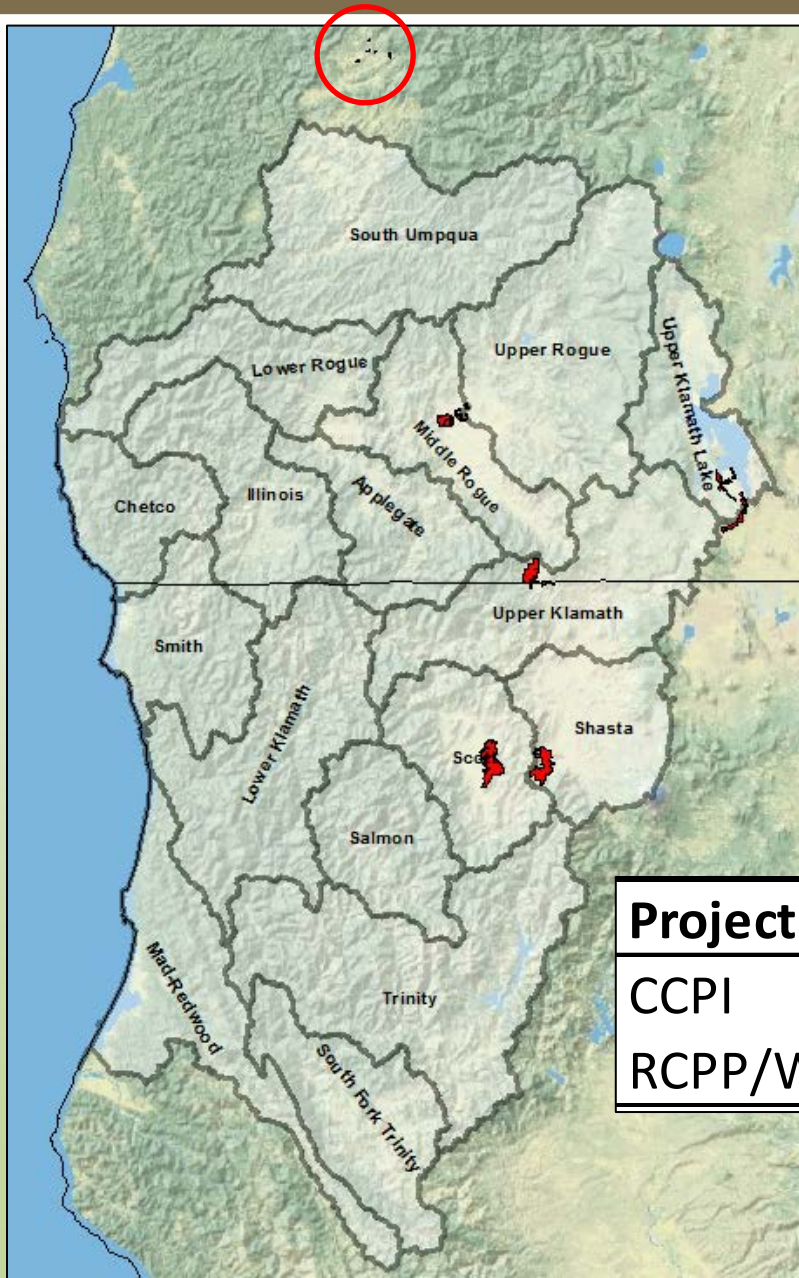 South Umpqua
Lower Rogue
Upper Rogue
Upper Klamath Lake
Middle Rogue
Chetco
Illinois
Applegate
Upper Klamath
Smith
Lower Klamath
Shasta
Salmon
Mad-Redwood
Trinity
South Fork Trinity
Project
CCPI
RCPP/